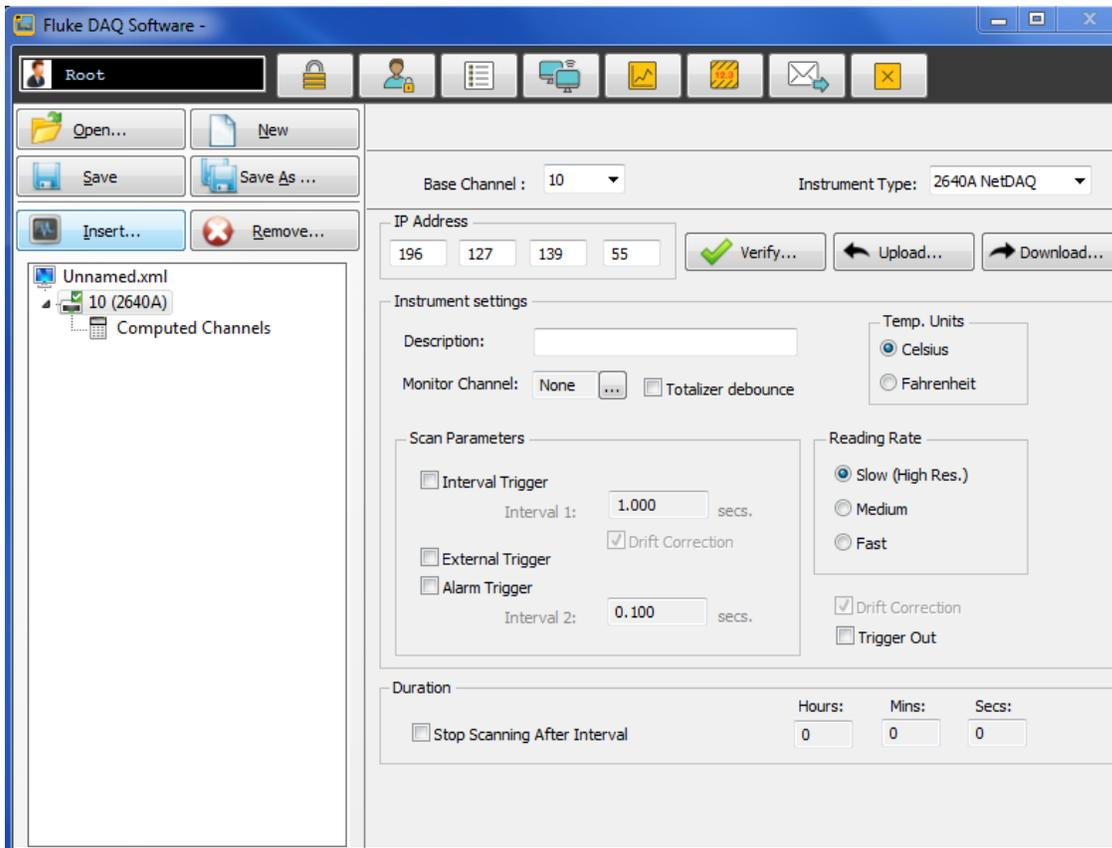 Fluke DAQ Software -
Root
12.3
Open... New
Save Save As ...
Insert... Remove...
Unnamed.xml
10 (2640A)
Computed Channels
Base Channel : 10 Instrument Type: 2640A NetDAQ
IP Address
196 127 139 55 Verify... Upload... Download...
Instrument settings
Description:
Monitor Channel: None ... Totalizer debounce
Temp. Units
Celsius
Fahrenheit
Scan Parameters
Interval Trigger
Interval 1: 1.000 secs.
Drift Correction
External Trigger
Alarm Trigger
Interval 2: 0.100 secs.
Reading Rate
Slow (High Res.)
Medium
Fast
Drift Correction
Trigger Out
Duration
Hours: Mins: Secs:
Stop Scanning After Interval 0 0 0